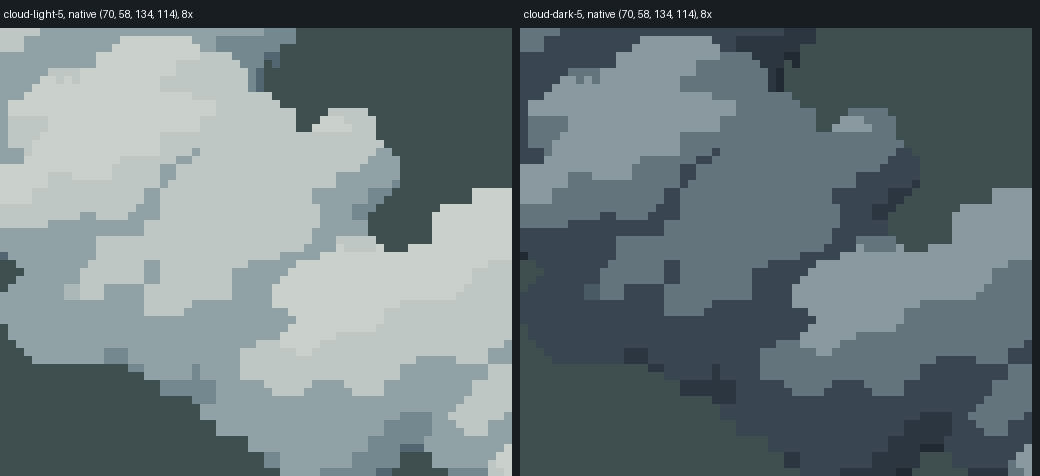 cloud-light-5, native (70, 58, 134, 114), 8x
cloud-dark-5, native (70, 58, 134, 114), 8x